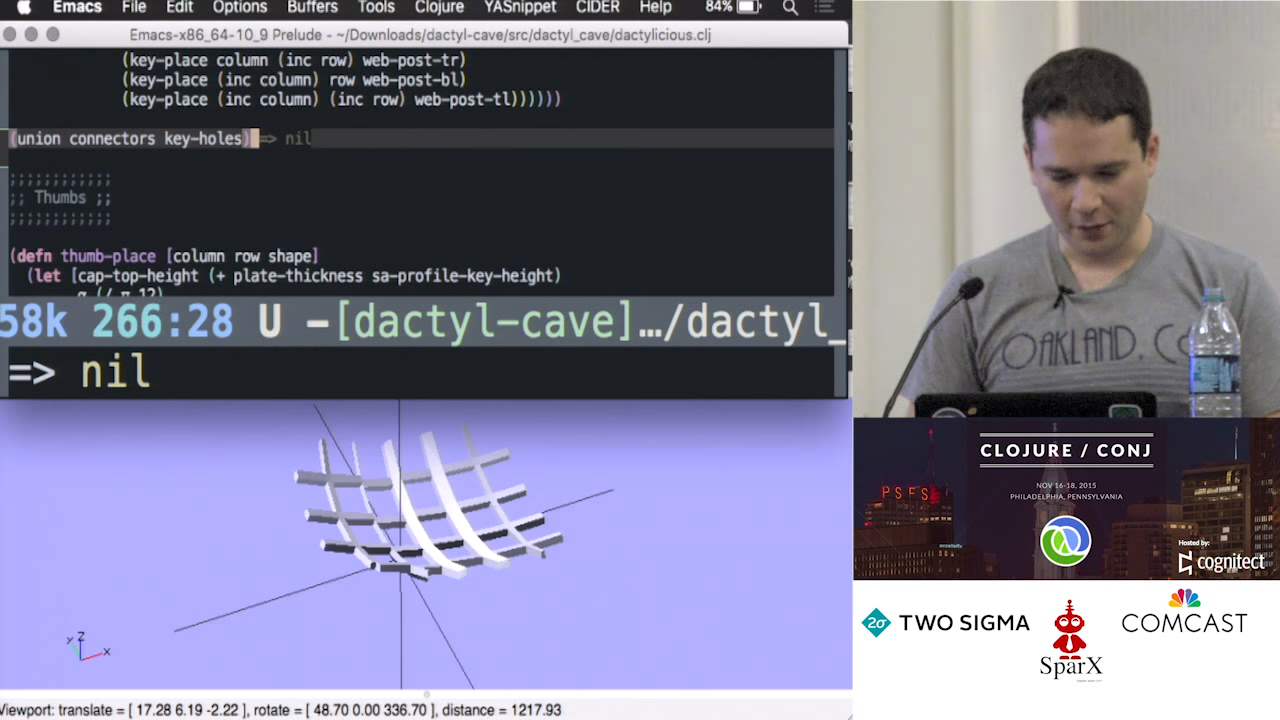 Emacs File Edit Options Buffers Tools Clojure YASnippet CIDER Help 84%
Emacs-x86_64-10_9 Prelude - ~/Downloads/dactyl-cave/src/dactyl_cave/dactylicious.clj
(key-place column (inc row) web-post-tr)
(key-place (inc column) row web-post-bl)
(key-place (inc column) (inc row) web-post-tl))))))
(union connectors key-holes) => nil
;;;;;;;;;;;;
;; Thumbs ;;
;;;;;;;;;;;;
(defn thumb-place [column row shape]
(let [cap-top-height (+ plate-thickness sa-profile-key-height)
α (/ π 12)
58k 266:28 U -[dactyl-cave]…/dactyl_
=> nil
Y Z X
Viewport: translate = [ 17.28 6.19 -2.22 ], rotate = [ 48.70 0.00 336.70 ], distance = 1217.93
OAKLAND, C
CLOJURE / CONJ
NOV 16-18, 2015
PHILADELPHIA, PENNSYLVANIA
PSFS
Hosted by:
cognitect
2σ TWO SIGMA
SparX
COMCAST